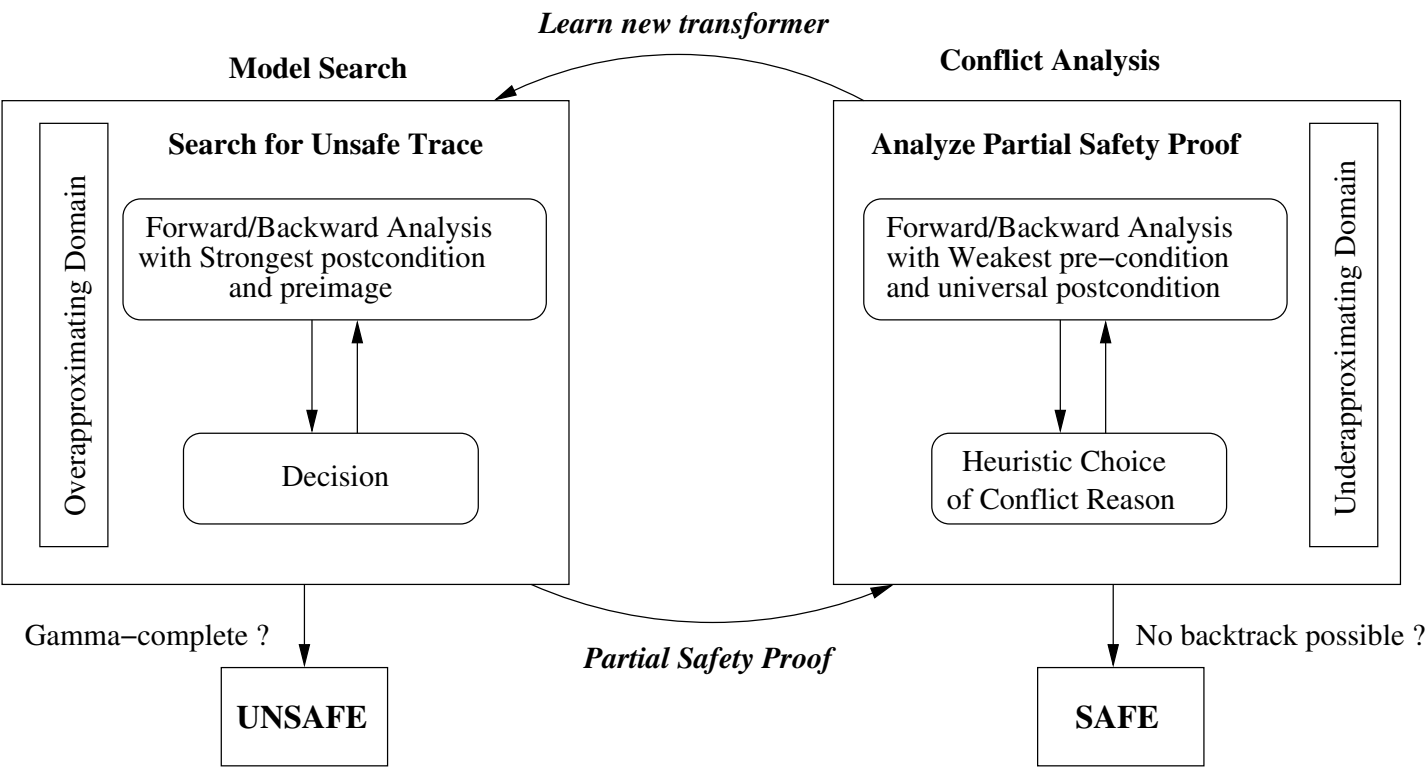 Learn new transformer
Model Search
Conflict Analysis
Search for Unsafe Trace
Overapproximating Domain
Forward/Backward Analysis
with Strongest postcondition
and preimage
Decision
Analyze Partial Safety Proof
Forward/Backward Analysis
with Weakest pre−condition
and universal postcondition
Heuristic Choice
of Conflict Reason
Underapproximating Domain
Gamma−complete ?
Partial Safety Proof
No backtrack possible ?
UNSAFE
SAFE